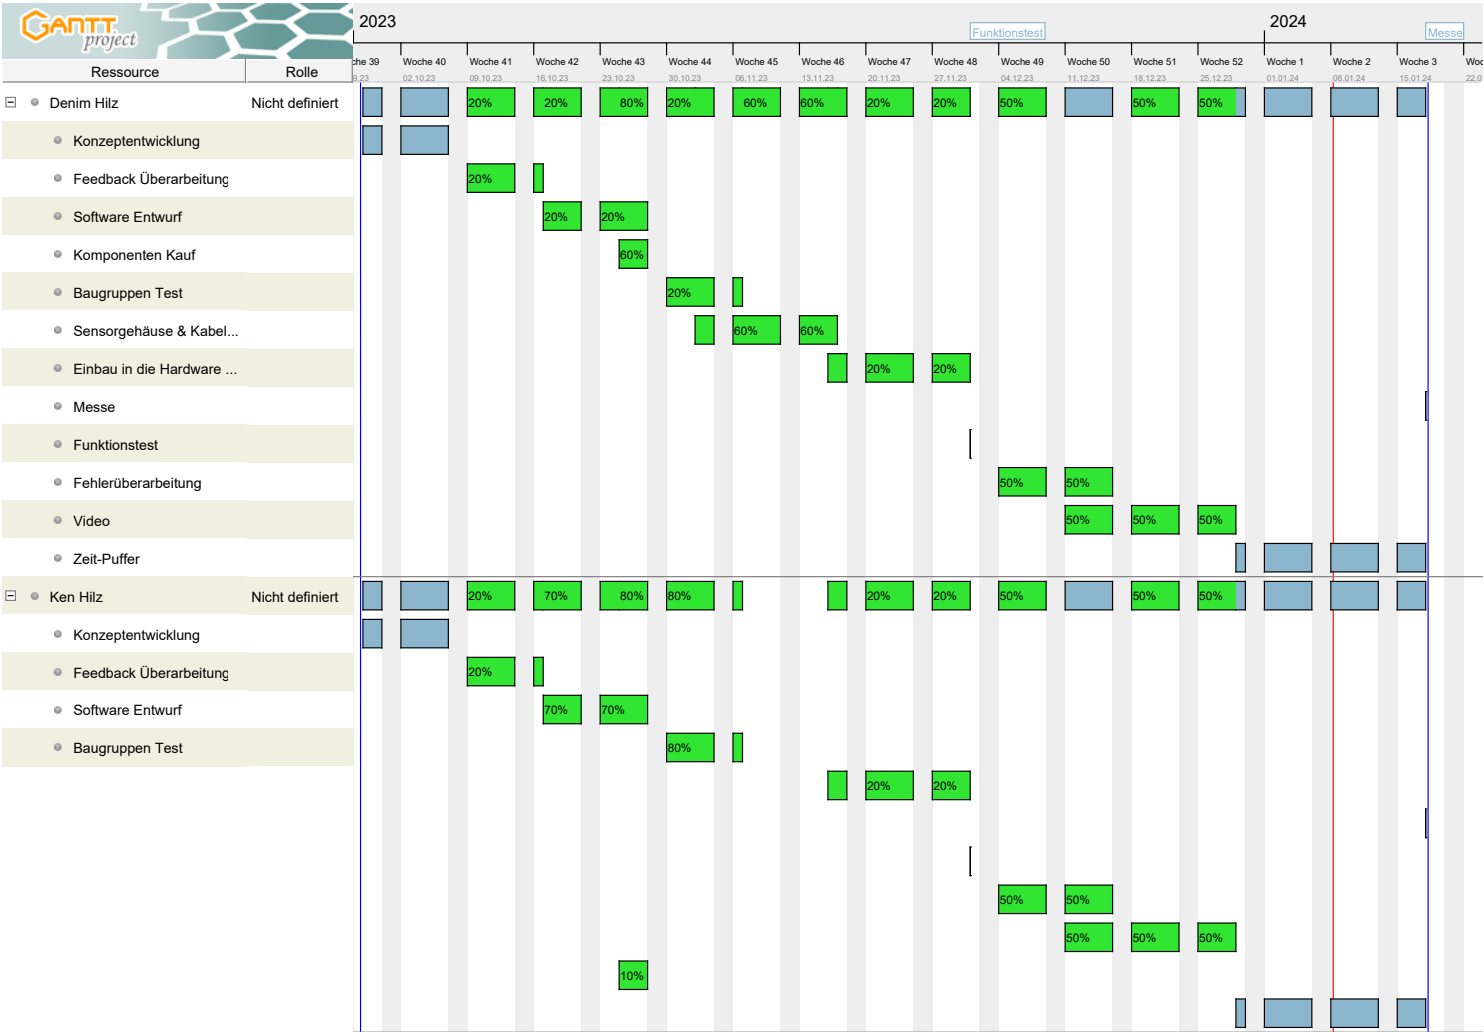 GANTT project
2023
2024
Funktionstest
Messe
Ressource Rolle
che 39 Woche 40 Woche 41 Woche 42 Woche 43 Woche 44 Woche 45 Woche 46 Woche 47 Woche 48 Woche 49 Woche 50 Woche 51 Woche 52 Woche 1 Woche 2 Woche 3 Woc
9.23 02.10.23 09.10.23 16.10.23 23.10.23 30.10.23 06.11.23 13.11.23 20.11.23 27.11.23 04.12.23 11.12.23 18.12.23 25.12.23 01.01.24 08.01.24 15.01.24 22.0
Denim Hilz Nicht definiert 20% 20% 80% 20% 60% 60% 20% 20% 50% 50% 50%
Konzeptentwicklung
Feedback Überarbeitung 20%
Software Entwurf 20% 20%
Komponenten Kauf 60%
Baugruppen Test 20%
Sensorgehäuse & Kabel... 60% 60%
Einbau in die Hardware ... 20% 20%
Messe
Funktionstest
Fehlerüberarbeitung 50% 50%
Video 50% 50% 50%
Zeit-Puffer
Ken Hilz Nicht definiert 20% 70% 80% 80% 20% 20% 50% 50% 50%
Konzeptentwicklung
Feedback Überarbeitung 20%
Software Entwurf 70% 70%
Baugruppen Test 80%
20% 20%
50% 50%
50% 50% 50%
10%